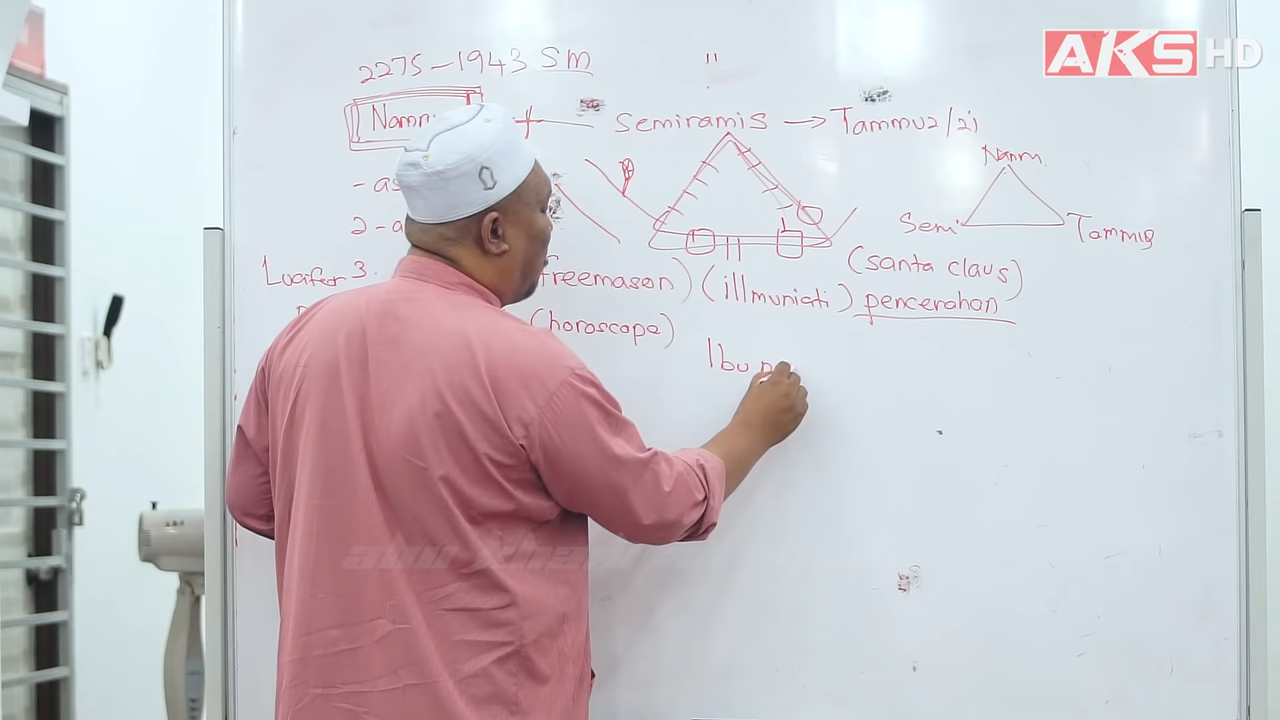 AKS HD
2275-1943 SM "
Semiramis → Tammuz/zi
Namr
Semi Tammuz
Lucifer 3.
(santa claus)
freemason) (illmuniati) pencerahan
(horoscope)
Ibu
abu